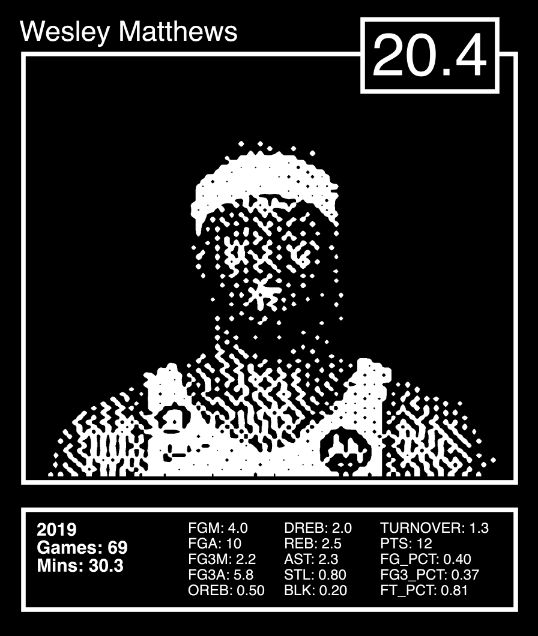 Wesley Matthews
20.4
2019
Games: 69
Mins: 30.3
FGM: 4.0
FGA: 10
FG3M: 2.2
FG3A: 5.8
OREB: 0.50
DREB: 2.0
REB: 2.5
AST: 2.3
STL: 0.80
BLK: 0.20
TURNOVER: 1.3
PTS: 12
FG_PCT: 0.40
FG3_PCT: 0.37
FT_PCT: 0.81